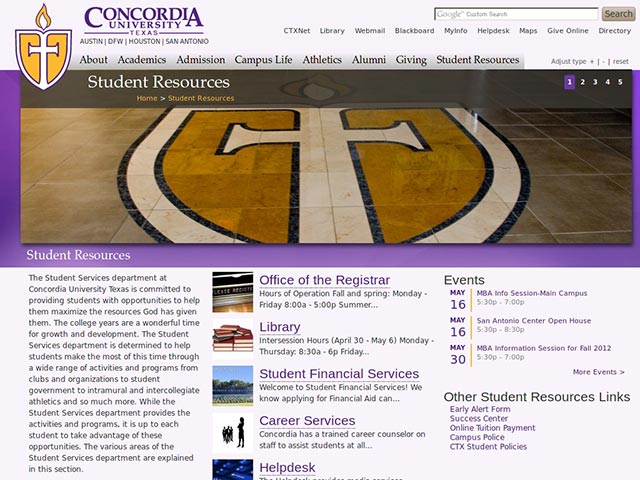 CONCORDIA
UNIVERSITY
TEXAS
AUSTIN | DFW | HOUSTON | SAN ANTONIO
Google™ Custom Search
Search
CTXNet Library Webmail Blackboard MyInfo Helpdesk Maps Give Online Directory
About Academics Admission Campus Life Athletics Alumni Giving Student Resources
Adjust type + | - | reset
Student Resources
1 2 3 4 5
Home > Student Resources
Student Resources
The Student Services department at
Concordia University Texas is committed to
providing students with opportunities to help
them maximize the resources God has given
them. The college years are a wonderful time
for growth and development. The Student
Services department is determined to help
students make the most of this time through
a wide range of activities and programs from
clubs and organizations to student
government to intramural and intercollegiate
athletics and so much more. While the
Student Services department provides the
activities and programs, it is up to each
student to take advantage of these
opportunities. The various areas of the
Student Services department are explained
in this section.
PLEASE REGISTER
Office of the Registrar
Hours of Operation Fall and spring: Monday -
Friday 8:00a - 5:00p Summer...
Library
Intersession Hours (April 30 - May 6) Monday -
Thursday: 8:30a - 6p Friday...
Student Financial Services
Welcome to Student Financial Services! We
know applying for Financial Aid can...
Career Services
Concordia has a trained career counselor on
staff to assist students at all...
Helpdesk
The Helpdesk provides media services,
Events
MAY
16
MBA Info Session-Main Campus
5:30p - 7:00p
MAY
16
San Antonio Center Open House
5:30p - 8:30p
MAY
30
MBA Information Session for Fall 2012
5:30p - 7:00p
More Events >
Other Student Resources Links
Early Alert Form
Success Center
Online Tuition Payment
Campus Police
CTX Student Policies